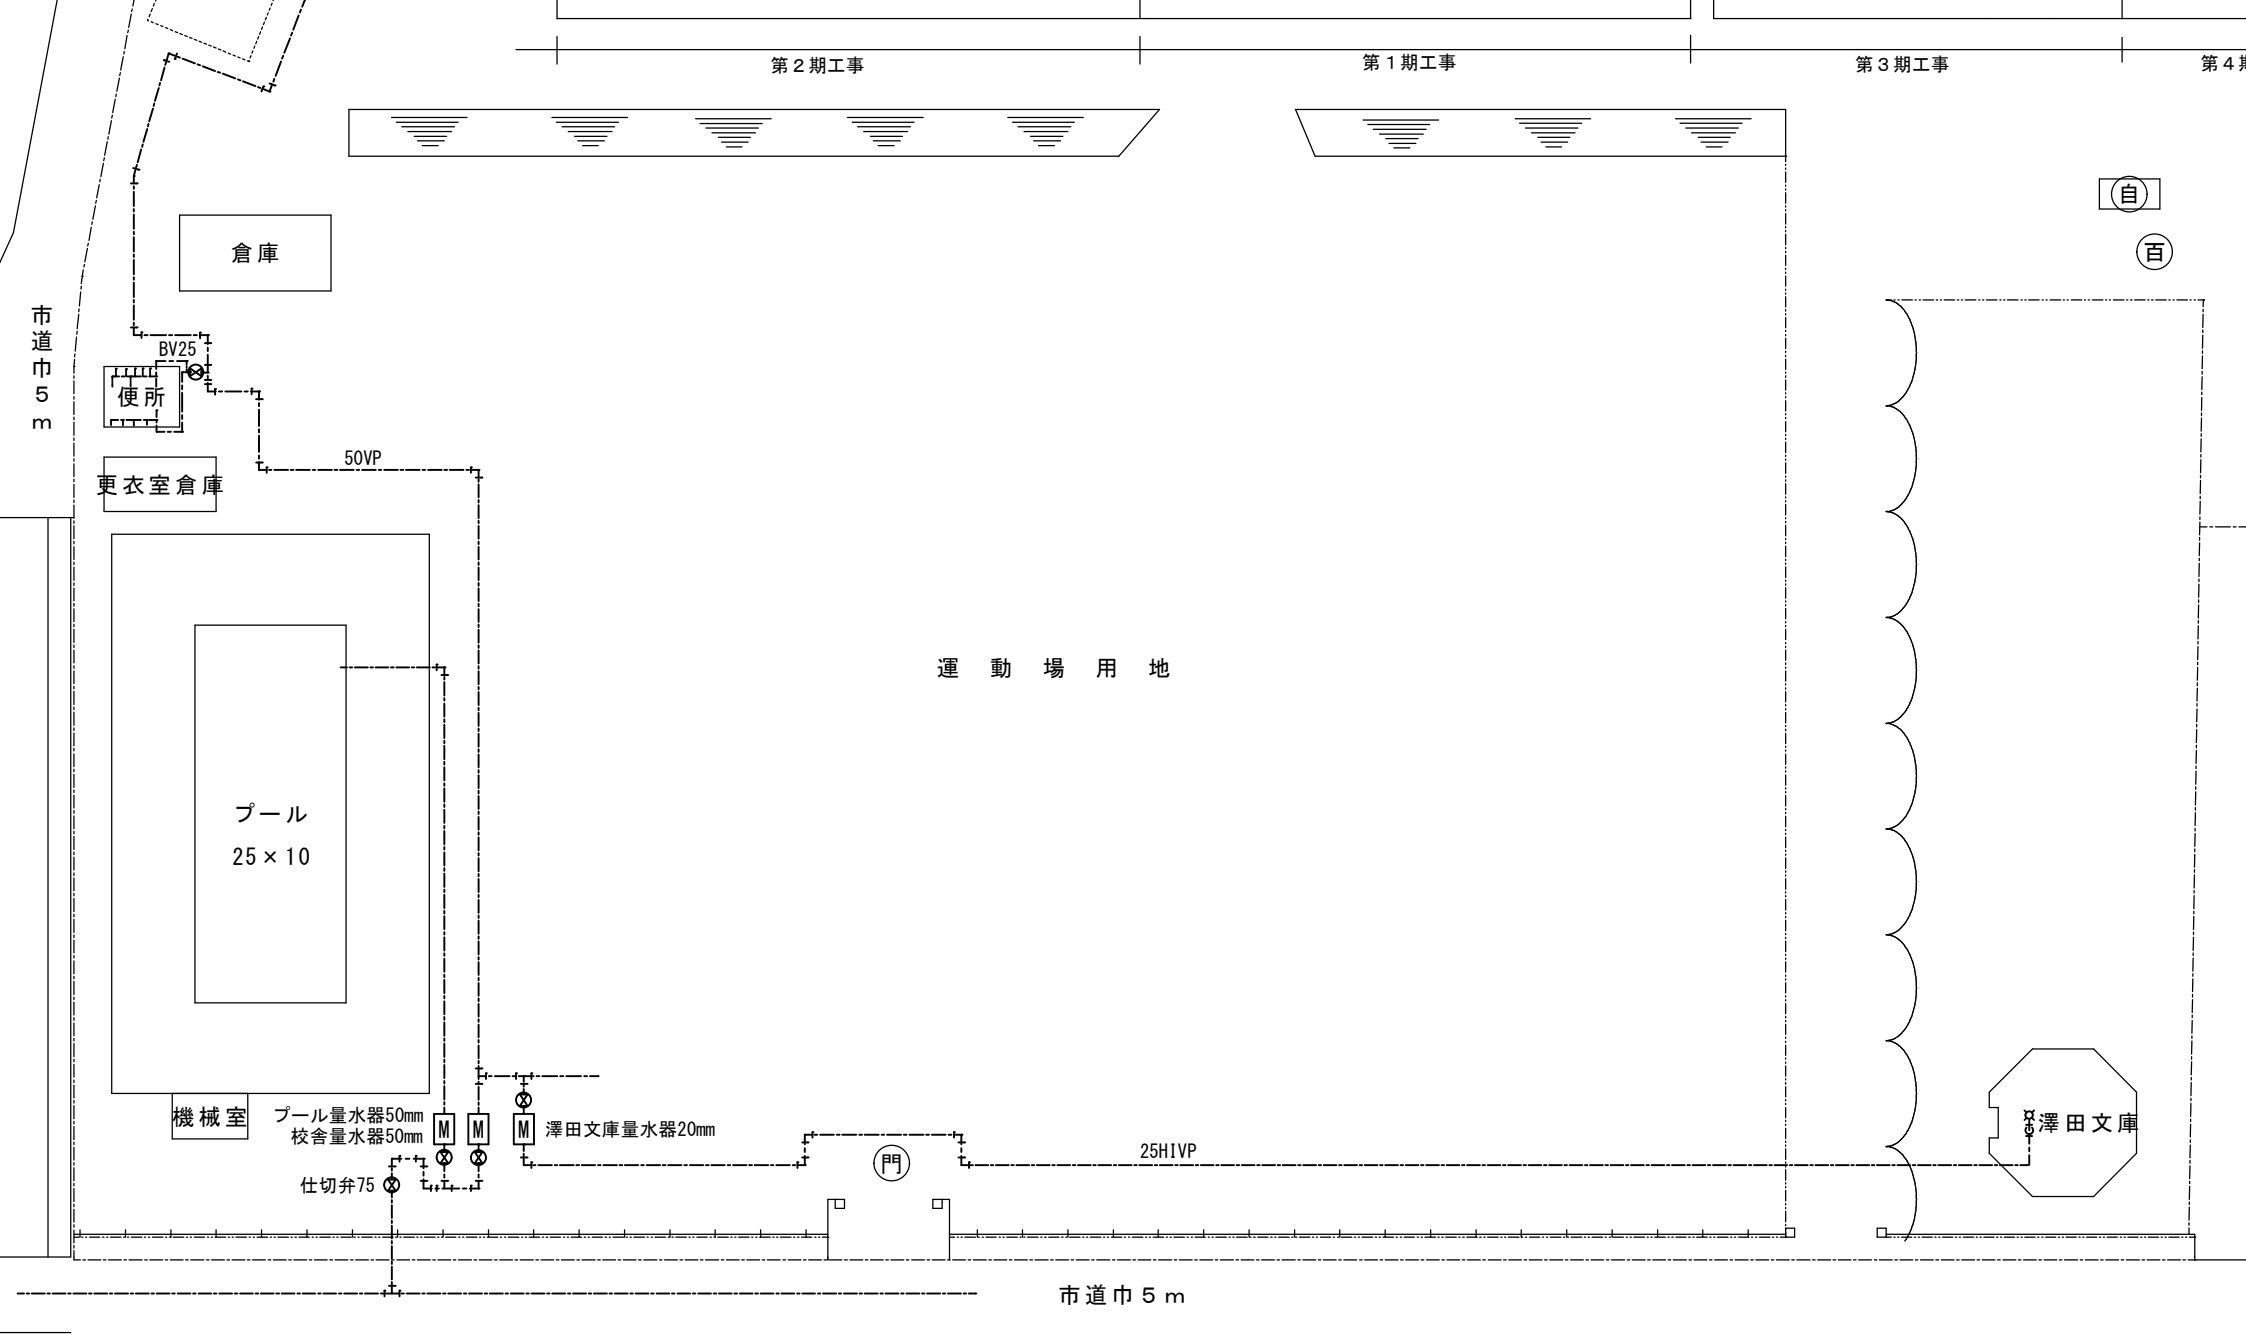 第２期工事
第１期工事
第３期工事
第４期
自
百
倉庫
市道巾５ｍ
BV25
便所
50VP
更衣室倉庫
運動場用地
プール
25×10
機械室
プール量水器50mm
校舎量水器50mm
M
M
M
澤田文庫量水器20mm
仕切弁75
門
25HIVP
澤田文庫
市道巾５ｍ